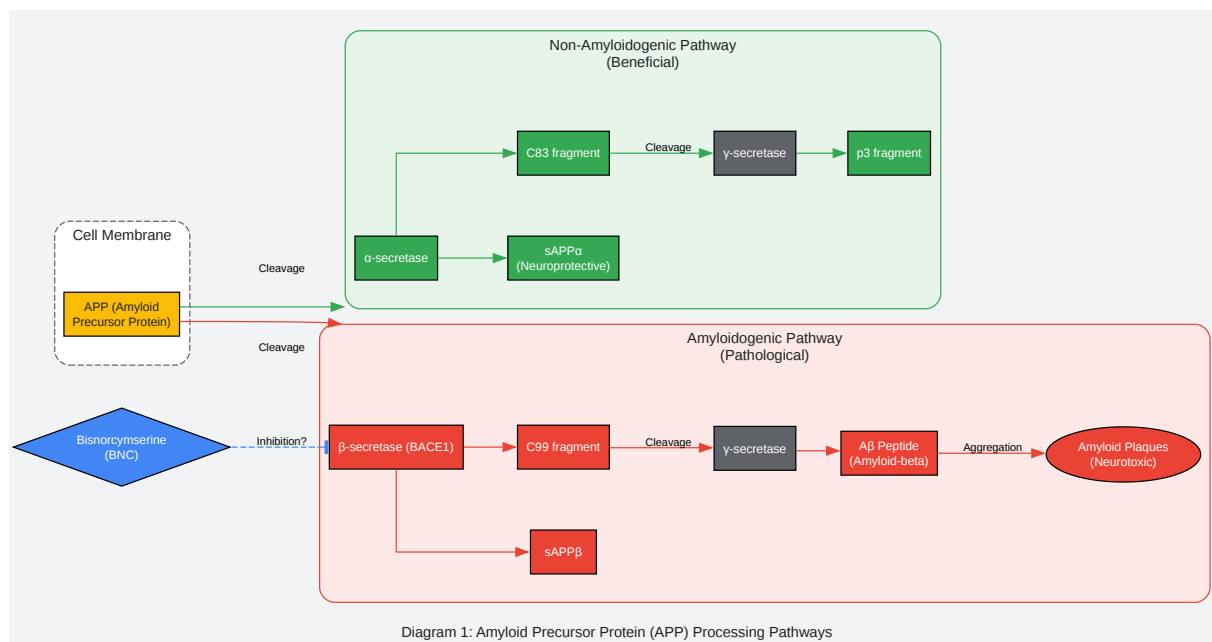 Non-Amyloidogenic Pathway
(Beneficial)
C83 fragment
Cleavage
γ-secretase
p3 fragment
α-secretase
sAPPα
(Neuroprotective)
Cell Membrane
APP (Amyloid
Precursor Protein)
Cleavage
Cleavage
Amyloidogenic Pathway
(Pathological)
Bisnorcymserine
(BNC)
Inhibition?
β-secretase (BACE1)
C99 fragment
Cleavage
γ-secretase
Aβ Peptide
(Amyloid-beta)
Aggregation
Amyloid Plaques
(Neurotoxic)
sAPPβ
Diagram 1: Amyloid Precursor Protein (APP) Processing Pathways